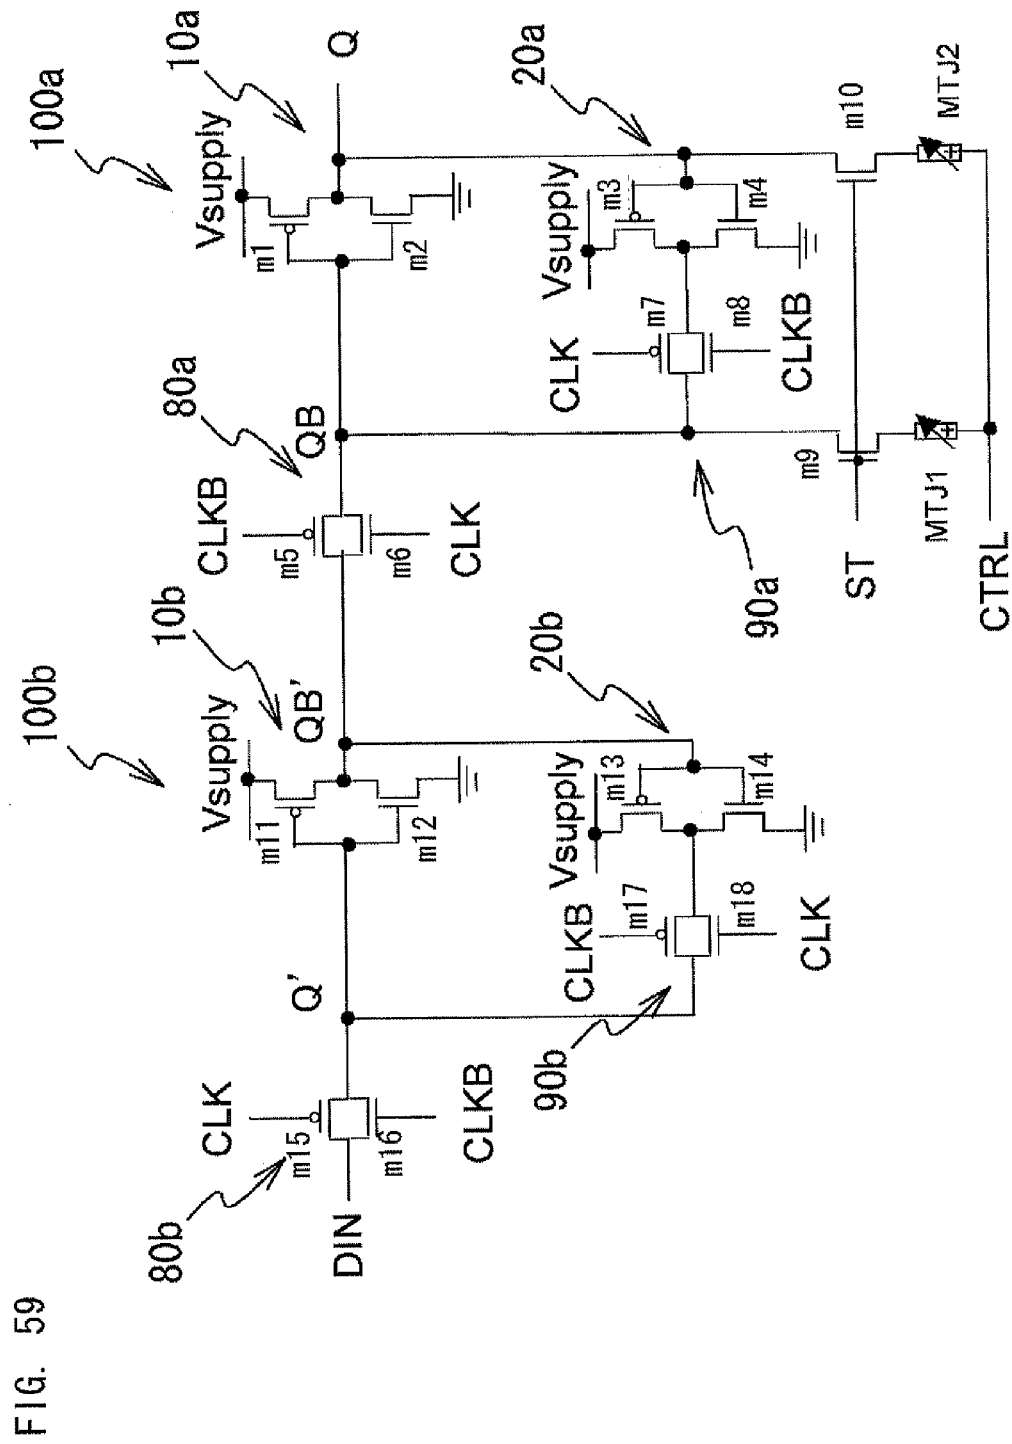 FIG. 59
100b
100a
10b
10a
80b
80a
Vsupply
Vsupply
CLK
CLKB
m15
m16
CLKB
DIN
Q'
m11
m12
QB'
m5
m6
CLK
QB
m1
m2
Q
90b
20b
20a
CLKB
m17
m18
CLK
Vsupply
m13
m14
90a
CLK
m7
m8
CLKB
Vsupply
m3
m4
ST
m9
m10
MTJ1
MTJ2
CTRL